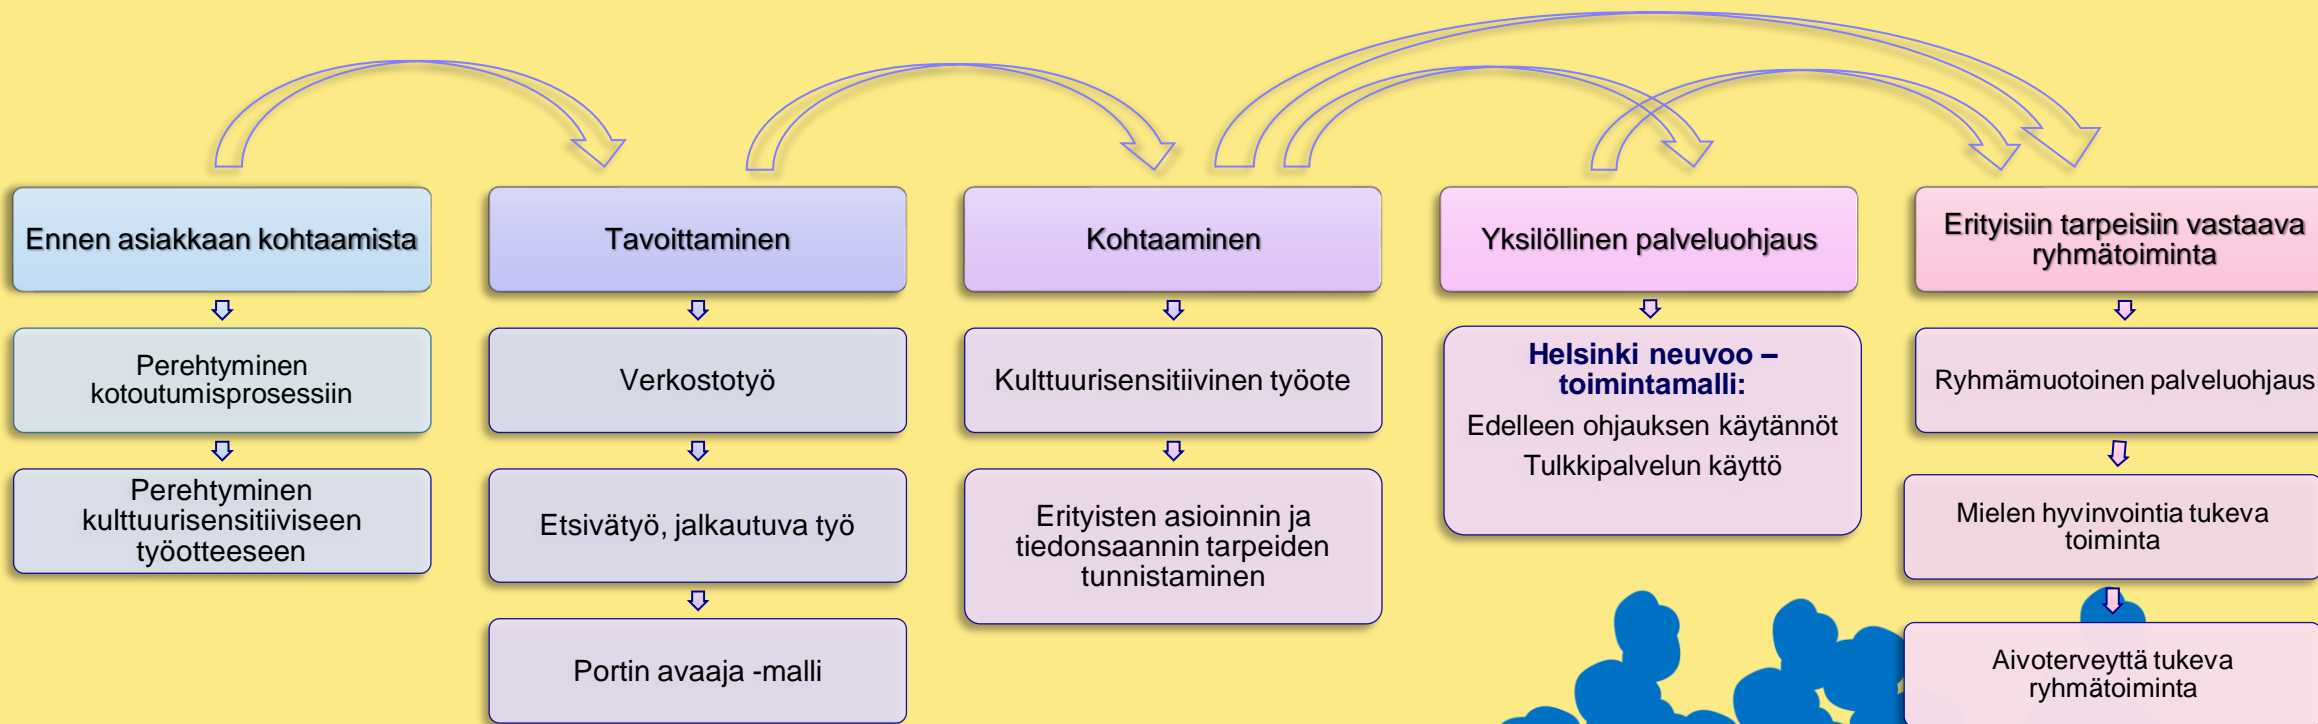 Ennen asiakkaan kohtaamista
Perehtyminen
kotoutumisprosessiin
Perehtyminen
kulttuurisensitiiviseen
työotteeseen
Tavoittaminen
Verkostotyö
Etsivätyö, jalkautuva työ
Portin avaaja -malli
Kohtaaminen
Kulttuurisensitiivinen työote
Erityisten asioinnin ja
tiedonsaannin tarpeiden
tunnistaminen
Yksilöllinen palveluohjaus
Helsinki neuvoo –
toimintamalli:
Edelleen ohjauksen käytännöt
Tulkkipalvelun käyttö
Erityisiin tarpeisiin vastaava
ryhmätoiminta
Ryhmämuotoinen palveluohjaus
Mielen hyvinvointia tukeva
toiminta
Aivoterveyttä tukeva
ryhmätoiminta